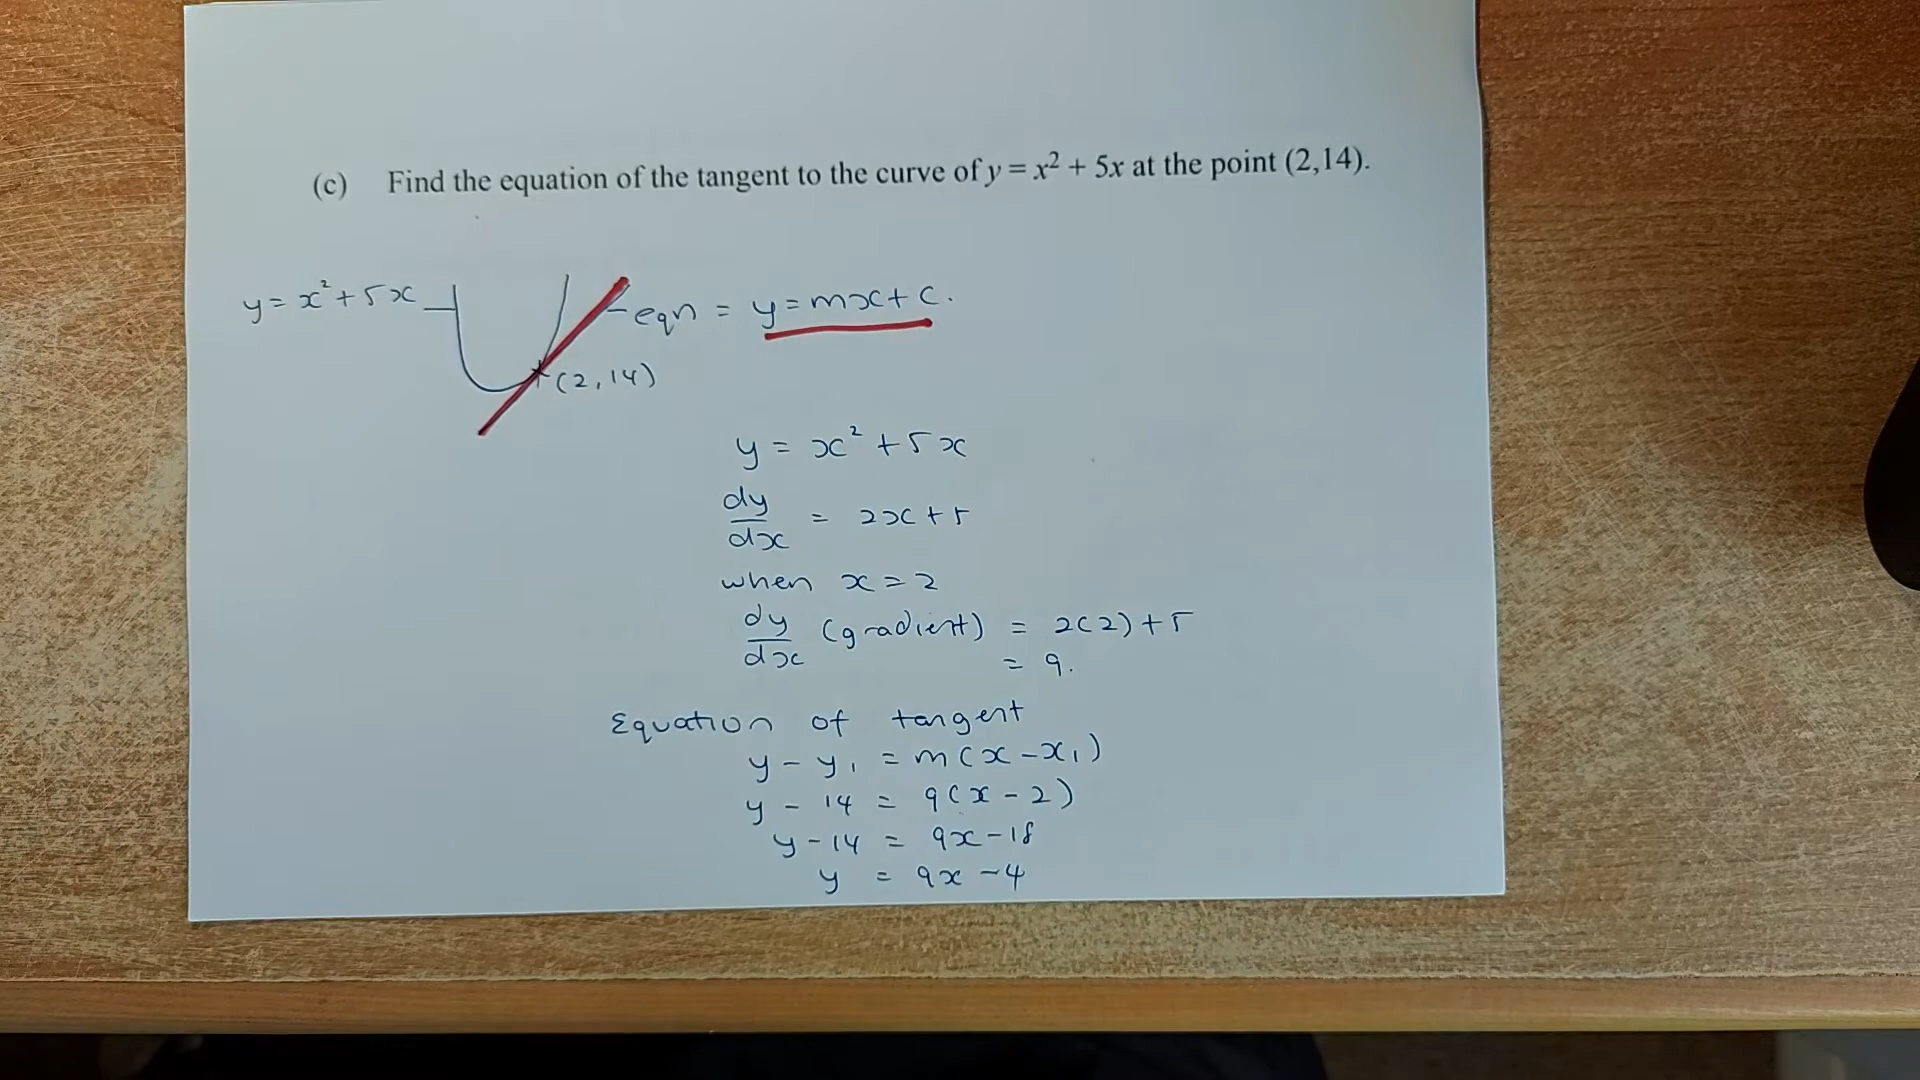 (c) Find the equation of the tangent to the curve of y = x² + 5x at the point (2,14).
y = x² + 5x
eqn = y = mx + c.
(2, 14)
y = x² + 5x
dy/dx = 2x + 5
when x = 2
dy/dx (gradient) = 2(2) + 5
= 9.
Equation of tangent
y - y₁ = m(x - x₁)
y - 14 = 9(x - 2)
y - 14 = 9x - 18
y = 9x - 4